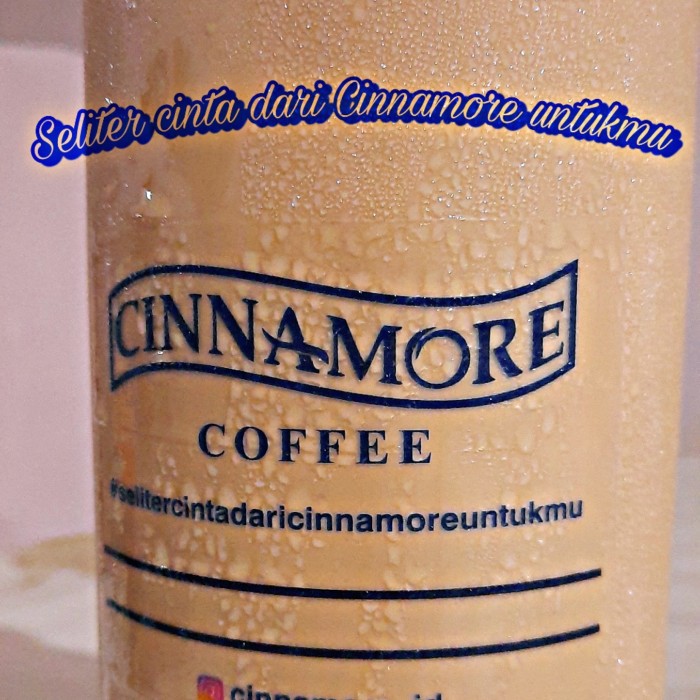 Seliter cinta dari Cinnamore untukmu
CINNAMORE
COFFEE
#selitercintadaricinnamoreuntukmu